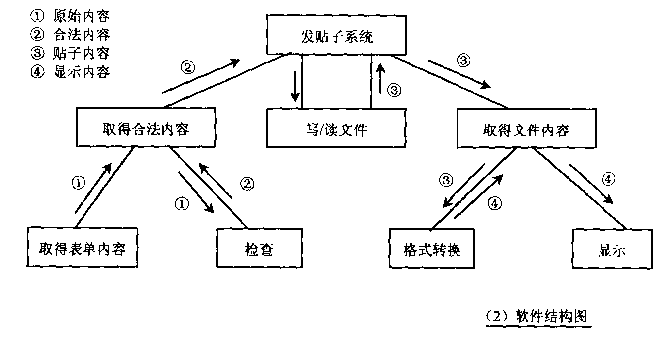 ① 原始内容
② 合法内容
③ 贴子内容
④ 显示内容
发贴子系统
②
③
③
取得合法内容
写/读文件
取得文件内容
①
①
②
③
④
④
取得表单内容
检查
格式转换
显示
(2) 软件结构图